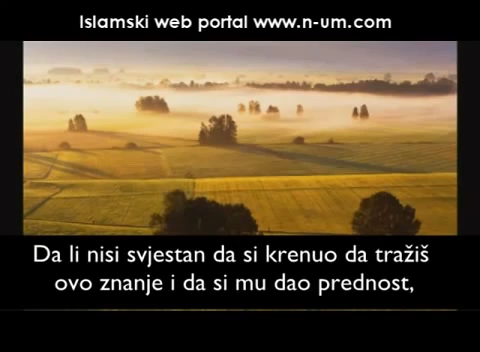 Islamski web portal www.n-um.com
Da li nisi svjestan da si krenuo da tražiš
ovo znanje i da si mu dao prednost,